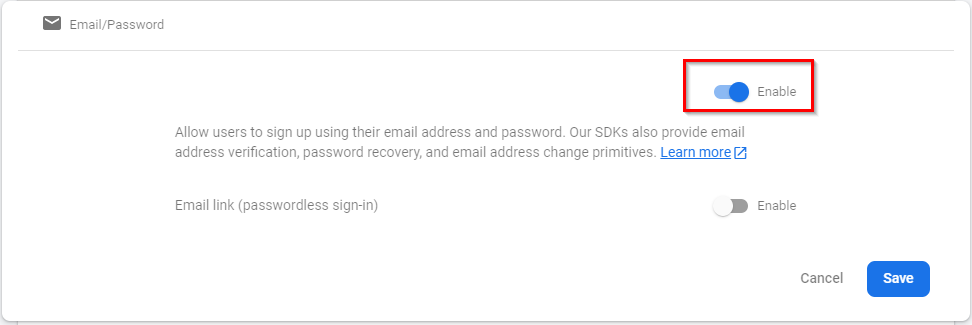 Email/Password
Enable
Allow users to sign up using their email address and password. Our SDKs also provide email
address verification, password recovery, and email address change primitives. Learn more
Email link (passwordless sign-in)
Enable
Cancel
Save